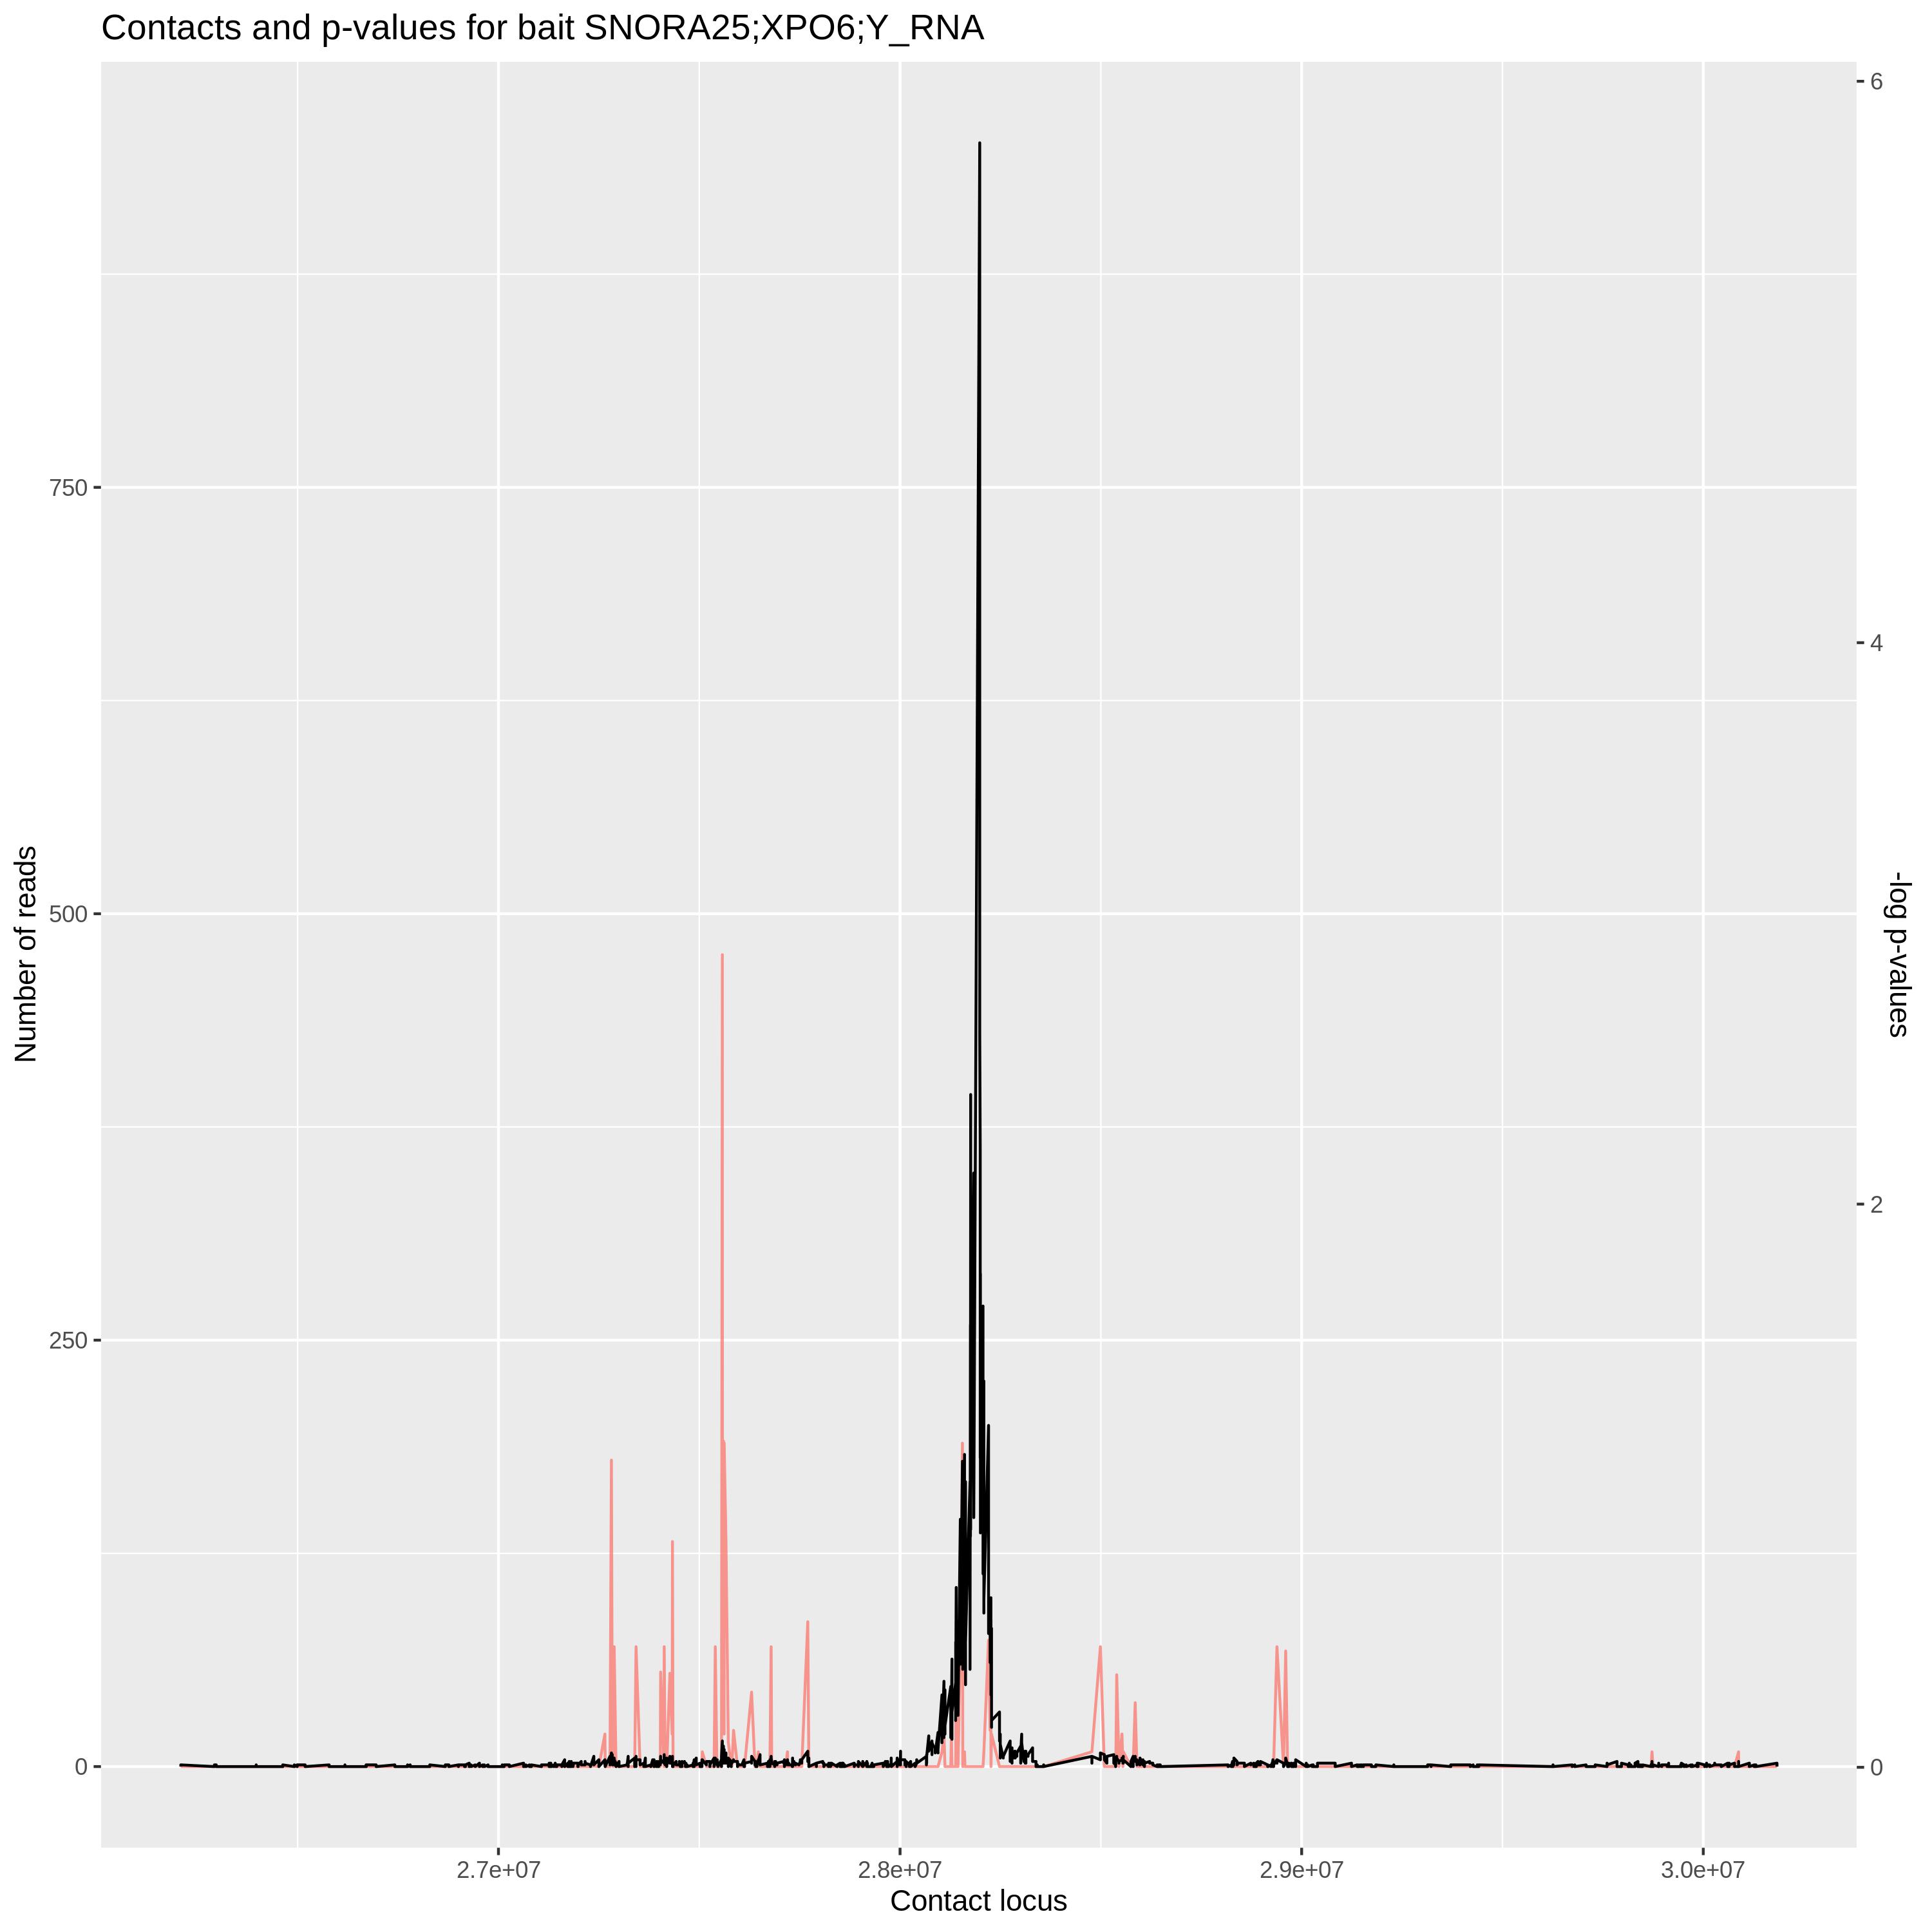 Contacts and p-values for bait SNORA25;XPO6;Y_RNA
6
750
4
Number of reads
-log p-values
500
2
250
0
0
2.7e+07
2.8e+07
2.9e+07
3.0e+07
Contact locus